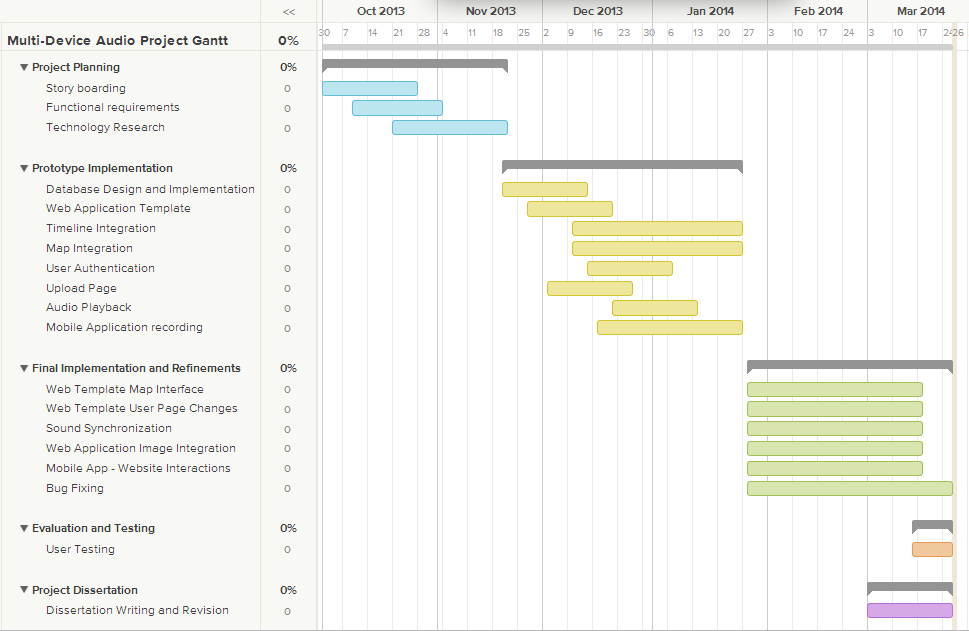 << Oct 2013 Nov 2013 Dec 2013 Jan 2014 Feb 2014 Mar 2014
30 7 14 21 28 4 11 18 25 2 9 16 23 30 6 13 20 27 3 10 17 24 3 10 17 24 26
Multi-Device Audio Project Gantt 0%
Project Planning 0%
Story boarding 0
Functional requirements 0
Technology Research 0
Prototype Implementation 0%
Database Design and Implementation 0
Web Application Template 0
Timeline Integration 0
Map Integration 0
User Authentication 0
Upload Page 0
Audio Playback 0
Mobile Application recording 0
Final Implementation and Refinements 0%
Web Template Map Interface 0
Web Template User Page Changes 0
Sound Synchronization 0
Web Application Image Integration 0
Mobile App - Website Interactions 0
Bug Fixing 0
Evaluation and Testing 0%
User Testing 0
Project Dissertation 0%
Dissertation Writing and Revision 0